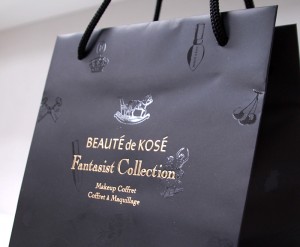 BEAUTÉ de KOSÉ
Fantasist Collection
Makeup Coffret
Coffret à Maquillage